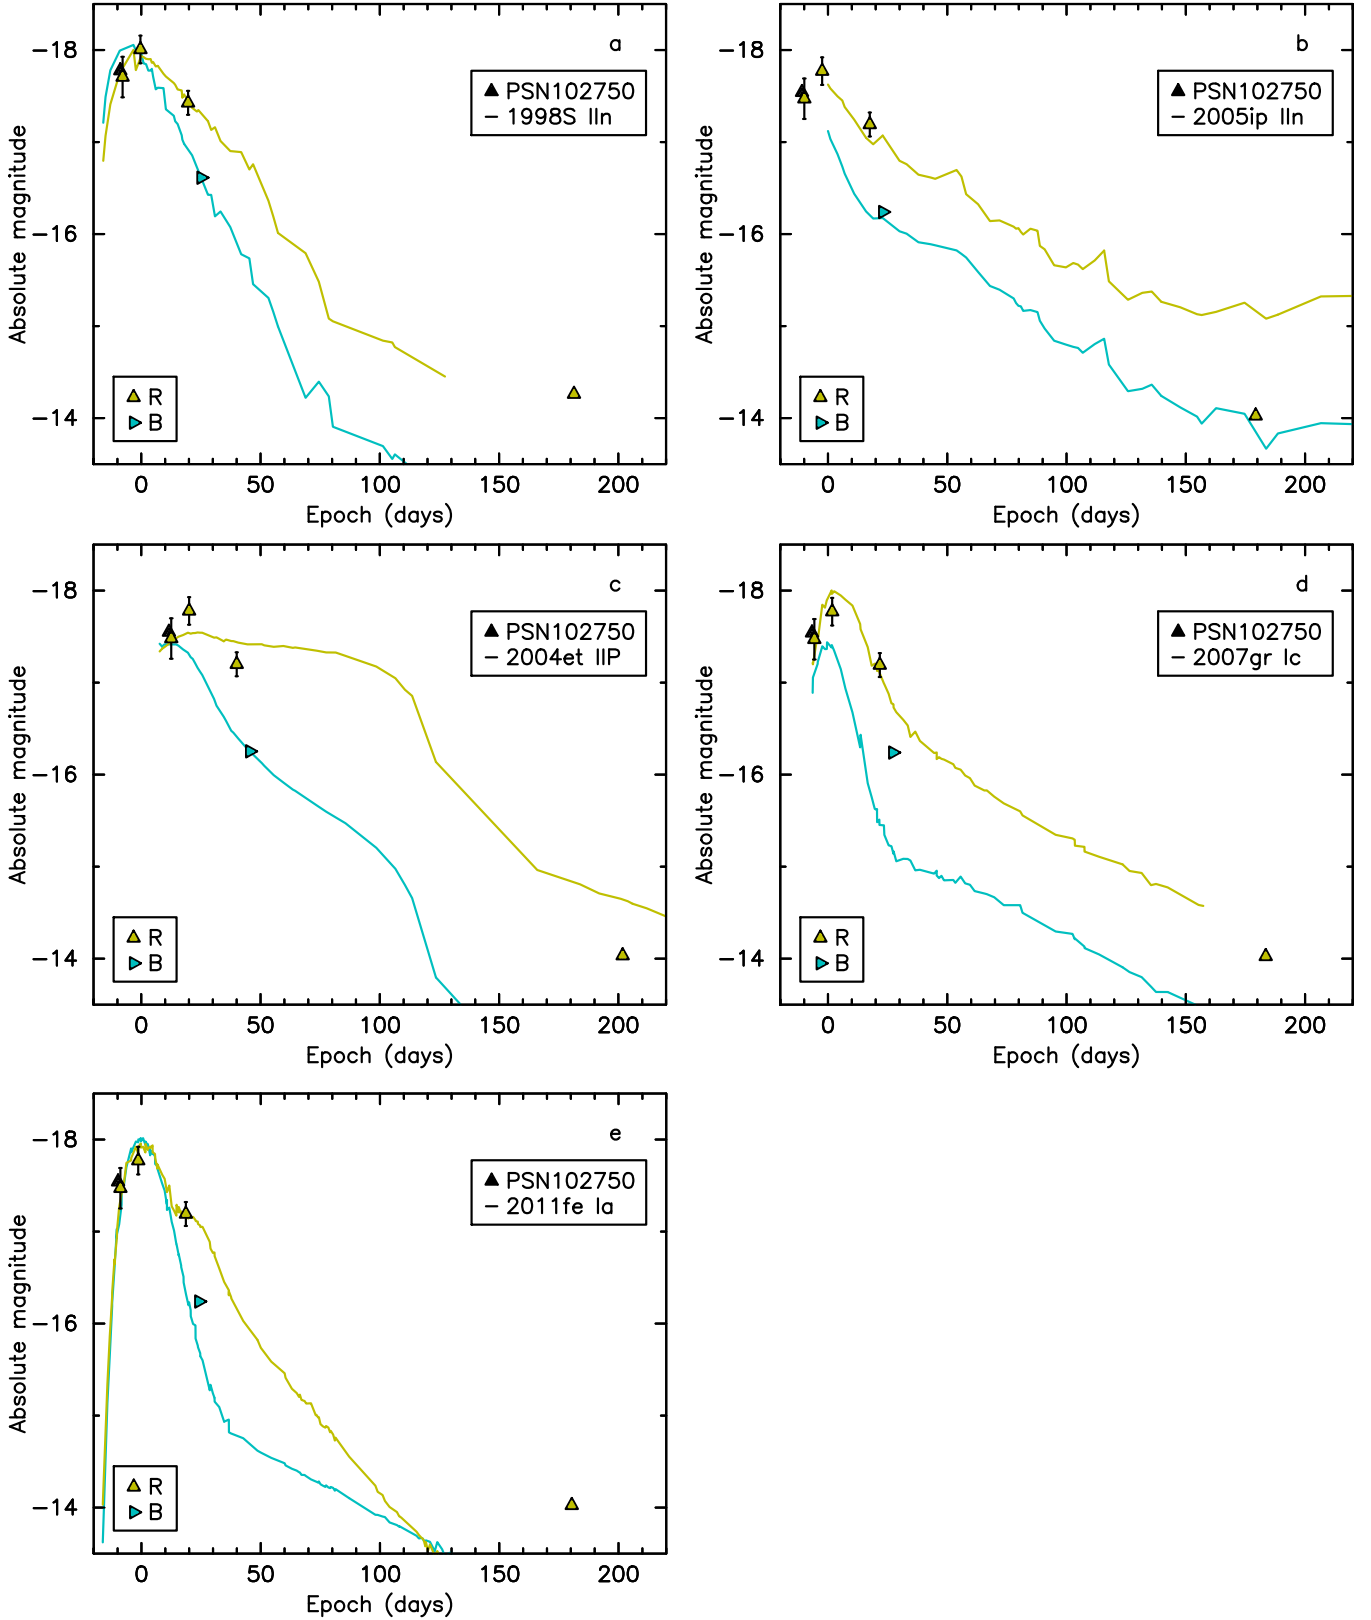 a
PSN102750
1998S IIn
−18
−16
−14
Absolute magnitude
R
B
0 50 100 150 200
Epoch (days)
b
PSN102750
2005ip IIn
−18
−16
−14
Absolute magnitude
R
B
0 50 100 150 200
Epoch (days)
c
PSN102750
2004et IIP
−18
−16
−14
Absolute magnitude
R
B
0 50 100 150 200
Epoch (days)
d
PSN102750
2007gr Ic
−18
−16
−14
Absolute magnitude
R
B
0 50 100 150 200
Epoch (days)
e
PSN102750
2011fe Ia
−18
−16
−14
Absolute magnitude
R
B
0 50 100 150 200
Epoch (days)